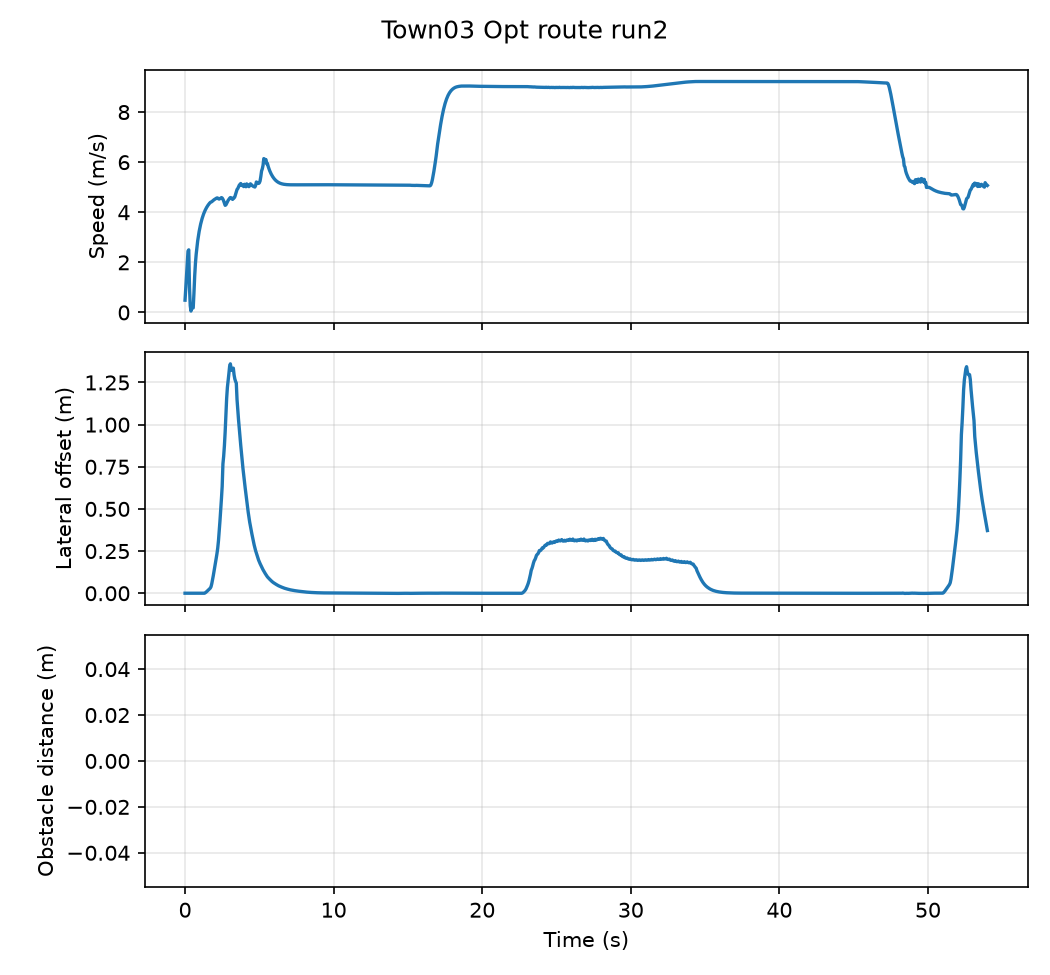 Town03 Opt route run2
8
6
4
2
0
Speed (m/s)
1.25
1.00
0.75
0.50
0.25
0.00
Lateral offset (m)
0.04
0.02
0.00
−0.02
−0.04
Obstacle distance (m)
0 10 20 30 40 50
Time (s)